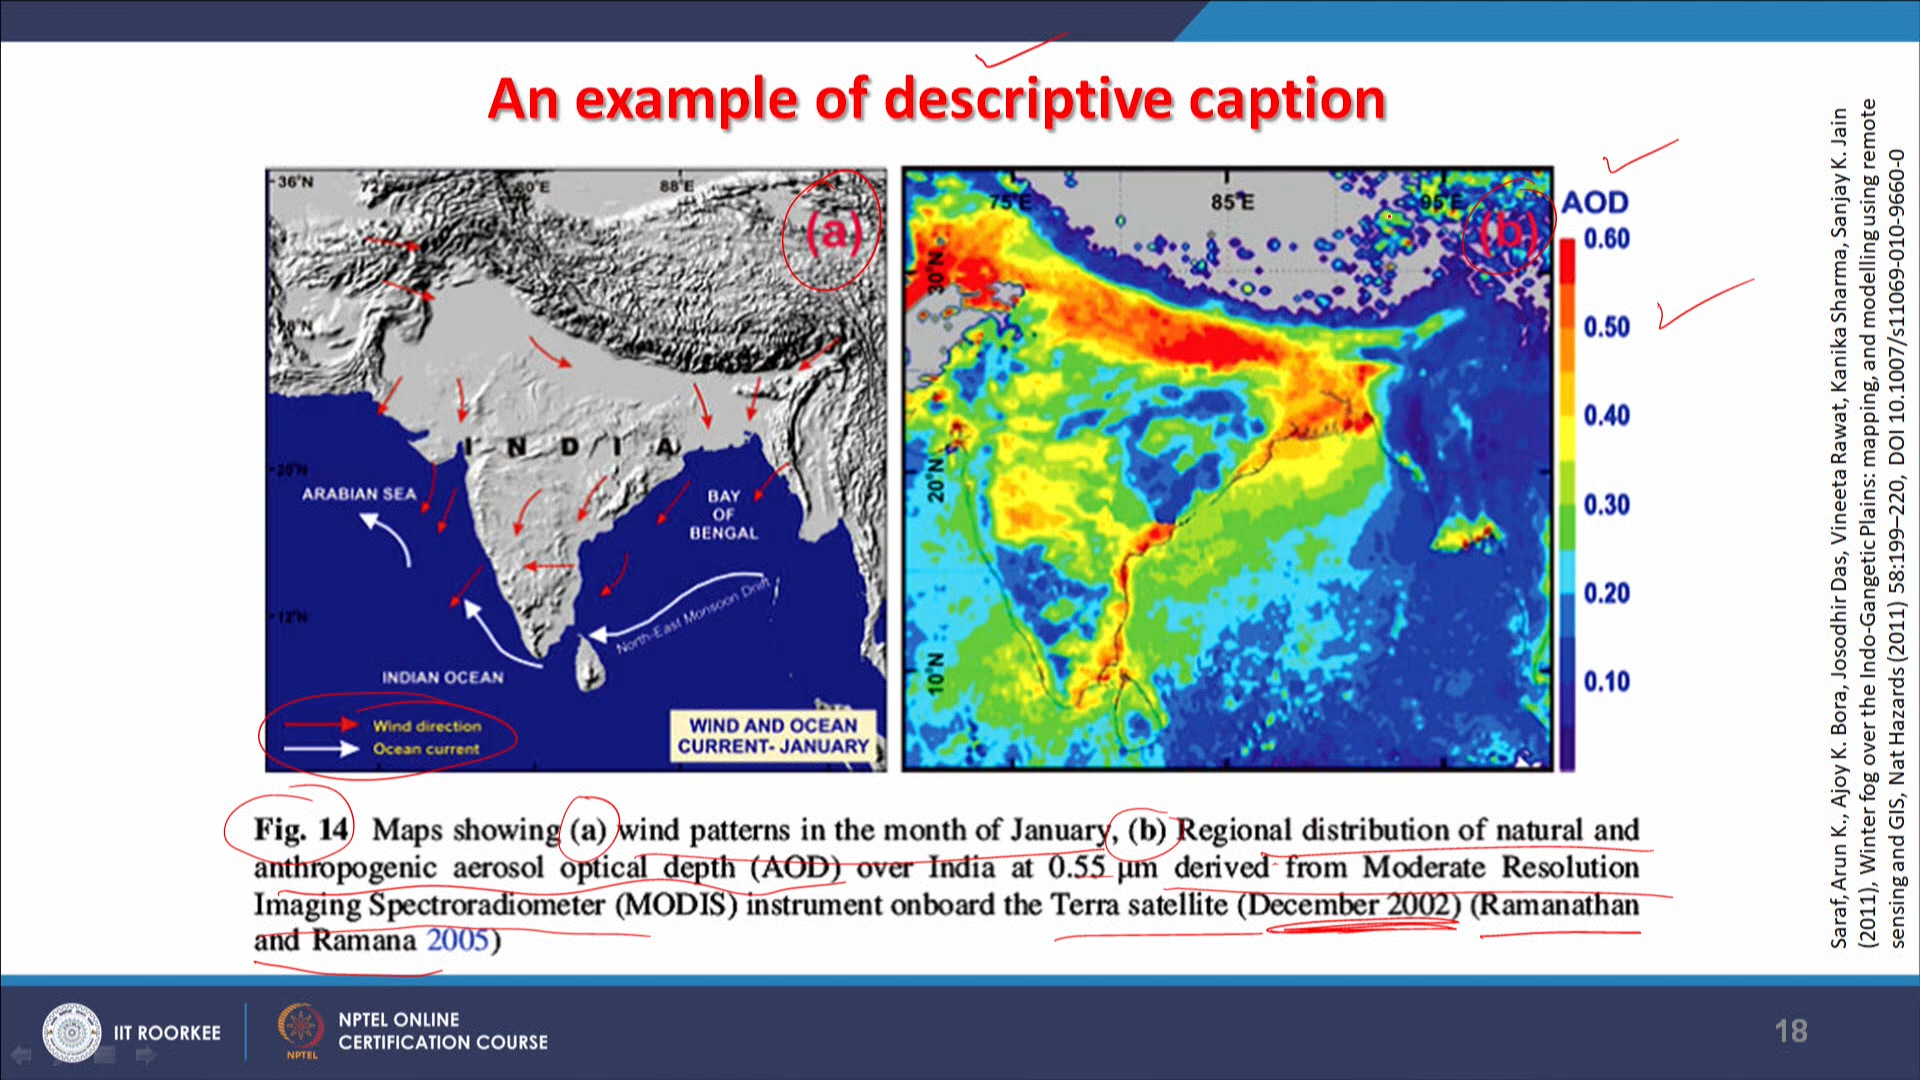 An example of descriptive caption
36°N
80°E
88°E
(a)
20°N
12°N
I N D I A
ARABIAN SEA
BAY
OF
BENGAL
North-East Monsoon Drift
INDIAN OCEAN
Wind direction
Ocean current
WIND AND OCEAN
CURRENT- JANUARY
75°E
85°E
95°E
(b)
30°N
20°N
10°N
AOD
0.60
0.50
0.40
0.30
0.20
0.10
Fig. 14 Maps showing (a) wind patterns in the month of January, (b) Regional distribution of natural and
anthropogenic aerosol optical depth (AOD) over India at 0.55 µm derived from Moderate Resolution
Imaging Spectroradiometer (MODIS) instrument onboard the Terra satellite (December 2002) (Ramanathan
and Ramana 2005)
Saraf, Arun K., Ajoy K. Bora, Josodhir Das, Vineeta Rawat, Kanika Sharma, Sanjay K. Jain
(2011), Winter fog over the Indo-Gangetic Plains: mapping, and modelling using remote
sensing and GIS, Nat Hazards (2011) 58:199–220, DOI 10.1007/s11069-010-9660-0
IIT ROORKEE
NPTEL
NPTEL ONLINE
CERTIFICATION COURSE
18